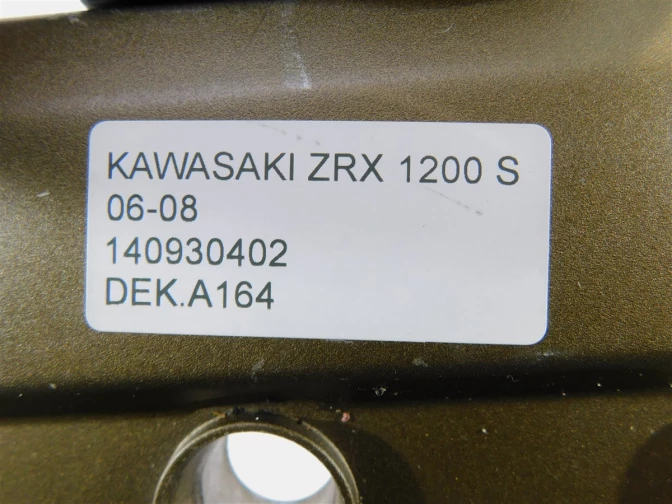 KAWASAKI ZRX 1200 S
06-08
140930402
DEK.A164